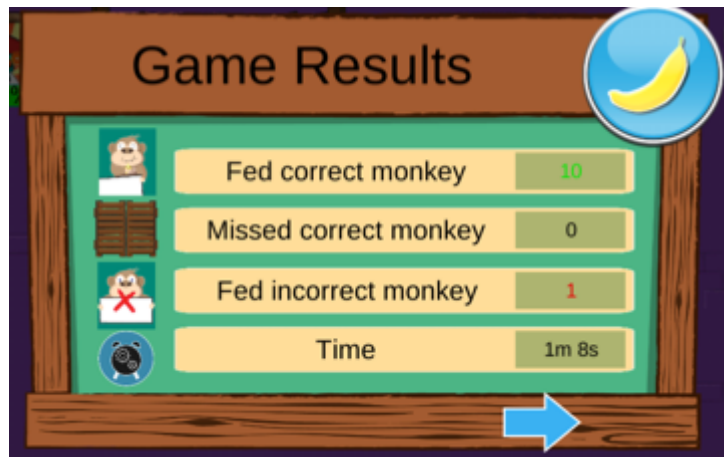 Game Results
Fed correct monkey 10
Missed correct monkey 0
Fed incorrect monkey 1
Time 1m 8s